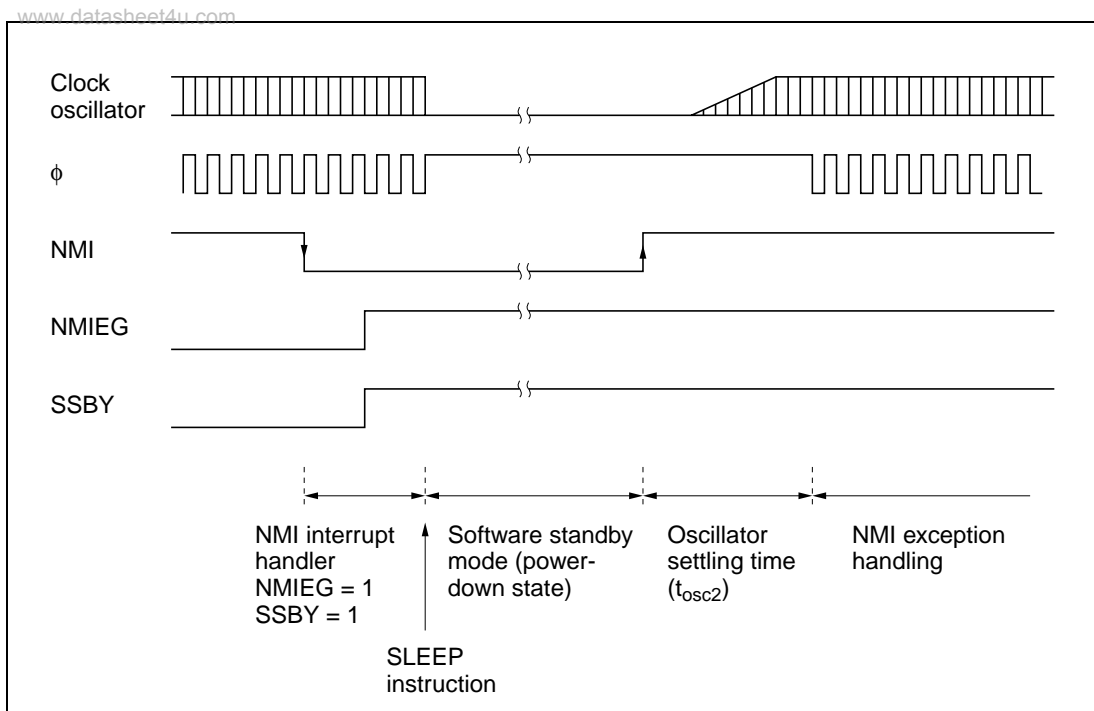 www.datasheet4u.com
Clock
oscillator
φ
NMI
NMIEG
SSBY
NMI interrupt
handler
NMIEG = 1
SSBY = 1
Software standby
mode (power-
down state)
Oscillator
settling time
(tosc2)
NMI exception
handling
SLEEP
instruction